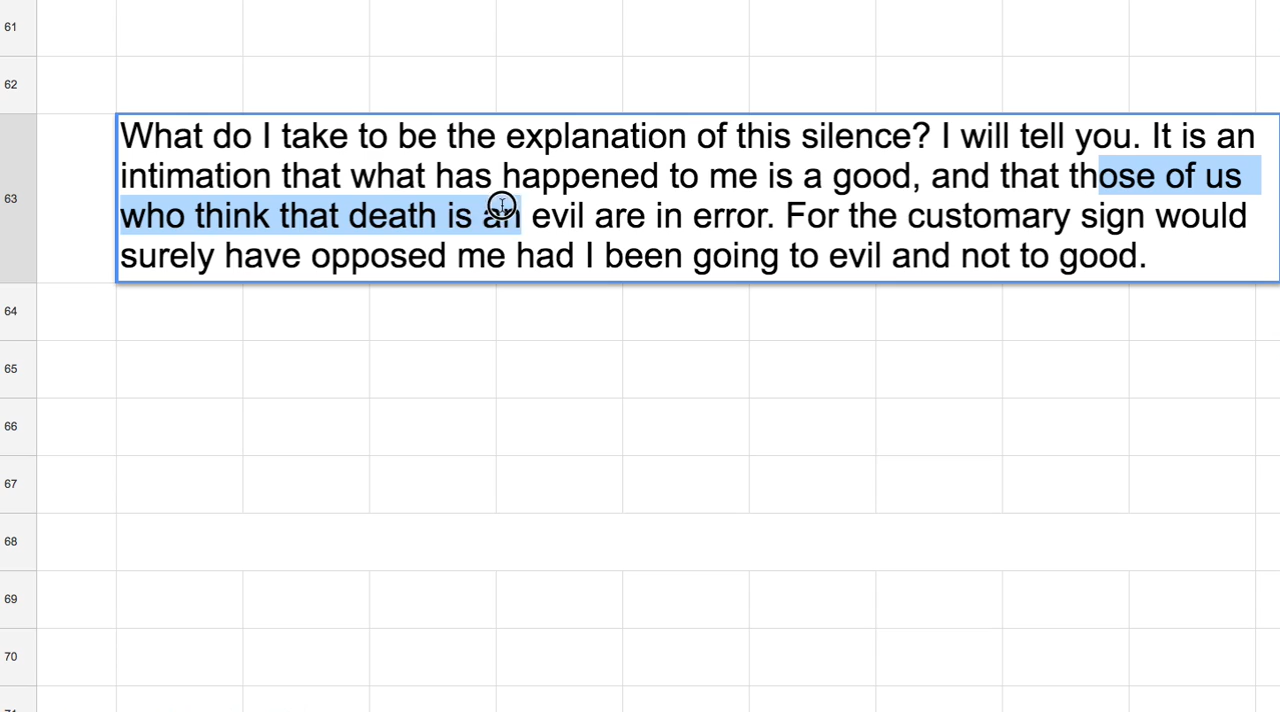 61
62
What do I take to be the explanation of this silence? I will tell you. It is an
intimation that what has happened to me is a good, and that those of us
63
who think that death is an evil are in error. For the customary sign would
surely have opposed me had I been going to evil and not to good.
64
65
66
67
68
69
70